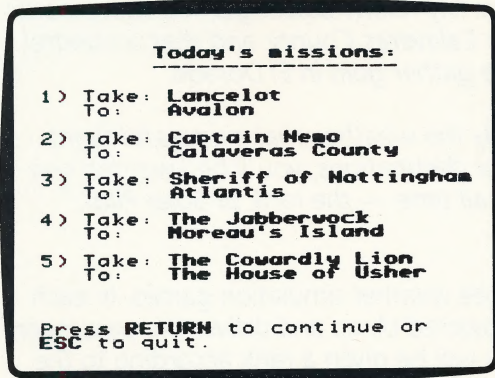 Today's missions:
1) Take: Lancelot
To: Avalon
2) Take: Captain Nemo
To: Calaveras County
3) Take: Sheriff of Nottingham
To: Atlantis
4) Take: The Jabberwock
To: Moreau's Island
5) Take: The Cowardly Lion
To: The House of Usher
Press RETURN to continue or
ESC to quit.